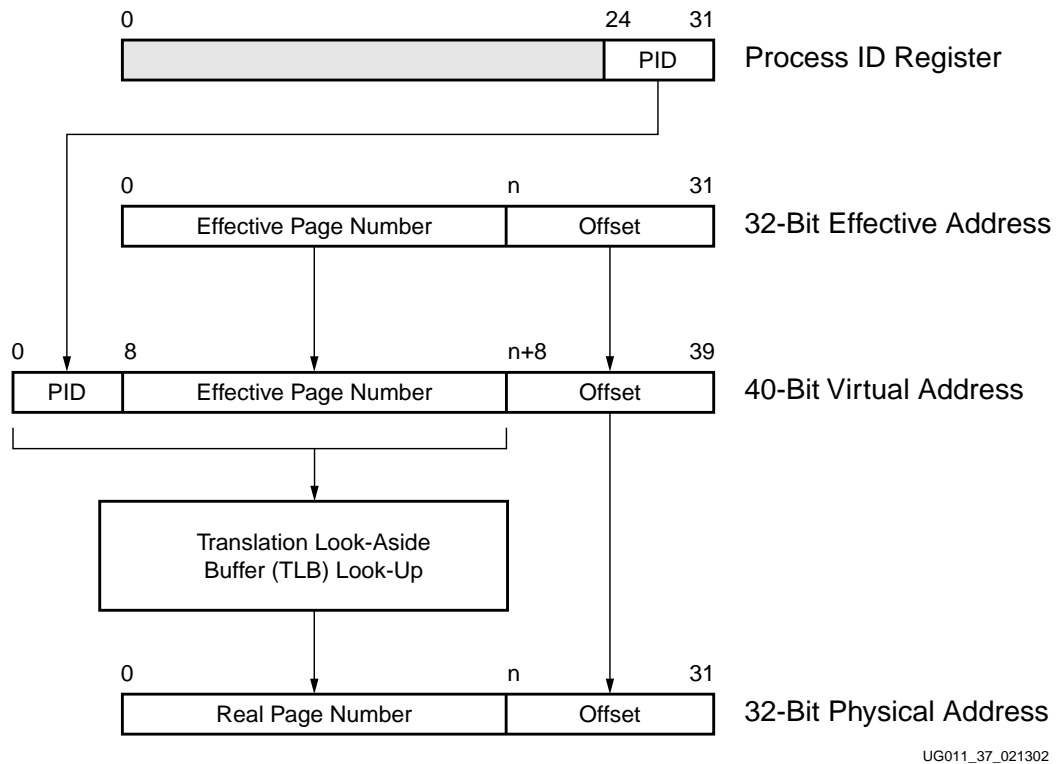 0 24 31
PID Process ID Register
0 n 31
Effective Page Number Offset 32-Bit Effective Address
0 8 n+8 39
PID Effective Page Number Offset 40-Bit Virtual Address
Translation Look-Aside
Buffer (TLB) Look-Up
0 n 31
Real Page Number Offset 32-Bit Physical Address
UG011_37_021302